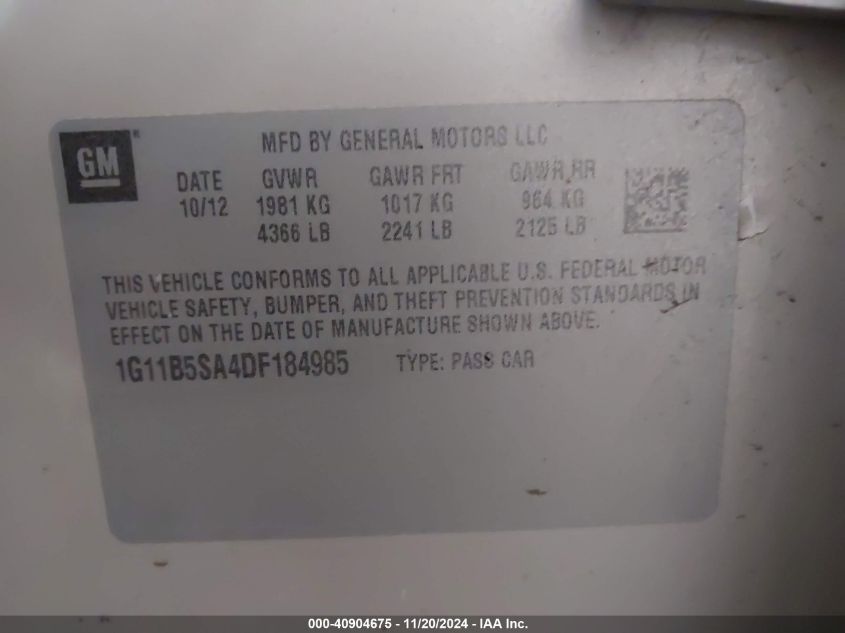 GM®
MFD BY GENERAL MOTORS LLC
DATE GVWR GAWR FRT GAWR RR
10/12 1981 KG 1017 KG 964 KG
4366 LB 2241 LB 2125 LB
THIS VEHICLE CONFORMS TO ALL APPLICABLE U.S. FEDERAL MOTOR
VEHICLE SAFETY, BUMPER, AND THEFT PREVENTION STANDARDS IN
EFFECT ON THE DATE OF MANUFACTURE SHOWN ABOVE.
1G11B5SA4DF184985 TYPE: PASS CAR
000-40904675 - 11/20/2024 - IAA Inc.